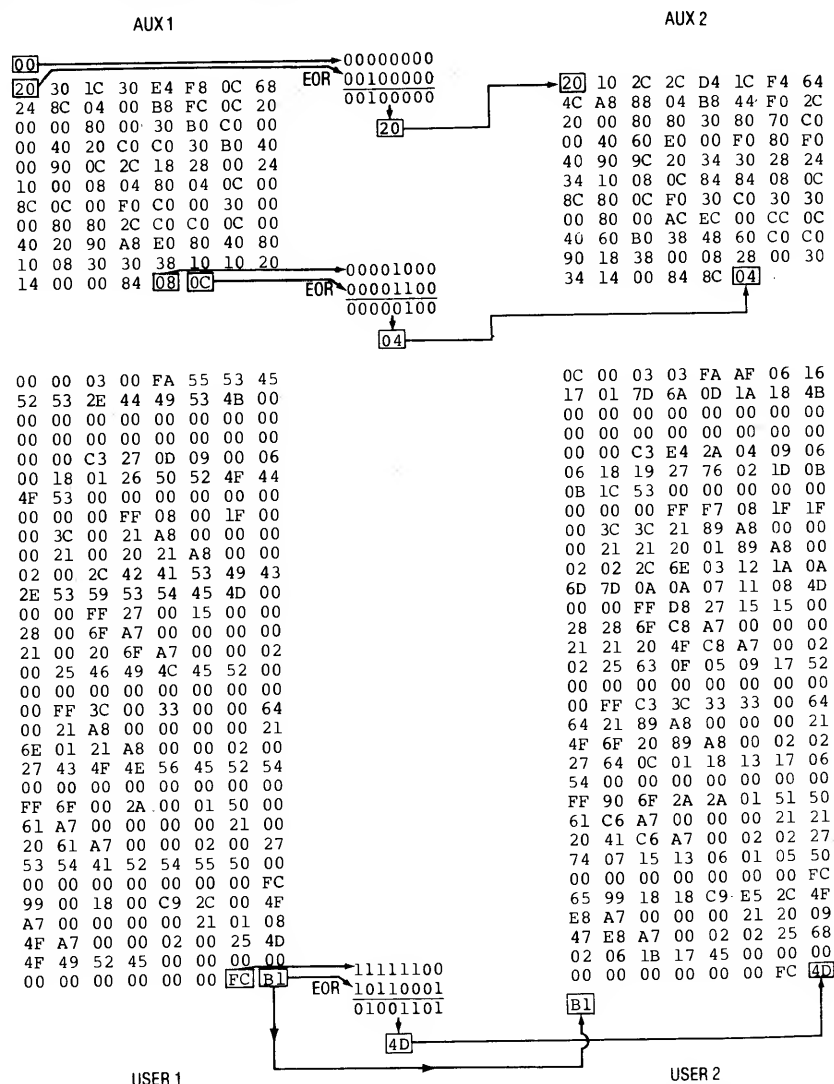 AUX 1
00
20 30 1C 30 E4 F8 0C 68
24 8C 04 00 B8 FC 0C 20
00 00 80 00 30 B0 C0 00
00 40 20 C0 C0 30 B0 40
00 90 0C 2C 18 28 00 24
10 00 08 04 80 04 0C 00
8C 0C 00 F0 C0 00 30 00
00 80 80 2C C0 C0 0C 00
40 20 90 A8 E0 80 40 80
10 08 30 30 38 10 10 20
14 00 00 84 08 0C
00000000
EOR 00100000
00100000
20
AUX 2
20 10 2C 2C D4 1C F4 64
4C A8 88 04 B8 44 F0 2C
20 00 80 80 30 80 70 C0
00 40 60 E0 00 F0 80 F0
40 90 9C 20 34 30 28 24
34 10 08 0C 84 84 08 0C
8C 80 0C F0 30 C0 30 30
00 80 00 AC EC 00 CC 0C
40 60 B0 38 48 60 C0 C0
90 18 38 00 08 28 00 30
34 14 00 84 8C 04
00001000
EOR 00001100
00000100
04
00 00 03 00 FA 55 53 45
52 53 2E 44 49 53 4B 00
00 00 00 00 00 00 00 00
00 00 00 00 00 00 00 00
00 00 C3 27 0D 09 00 06
00 18 01 26 50 52 4F 44
4F 53 00 00 00 00 00 00
00 00 00 FF 08 00 1F 00
00 3C 00 21 A8 00 00 00
00 21 00 20 21 A8 00 00
02 00 2C 42 41 53 49 43
2E 53 59 53 54 45 4D 00
00 00 FF 27 00 15 00 00
28 00 6F A7 00 00 00 00
21 00 20 6F A7 00 00 02
00 25 46 49 4C 45 52 00
00 00 00 00 00 00 00 00
00 FF 3C 00 33 00 00 64
00 21 A8 00 00 00 00 21
6E 01 21 A8 00 00 02 00
27 43 4F 4E 56 45 52 54
00 00 00 00 00 00 00 00
FF 6F 00 2A 00 01 50 00
61 A7 00 00 00 00 21 00
20 61 A7 00 00 02 00 27
53 54 41 52 54 55 50 00
00 00 00 00 00 00 00 FC
99 00 18 00 C9 2C 00 4F
A7 00 00 00 00 21 01 08
4F A7 00 00 02 00 25 4D
4F 49 52 45 00 00 00 00
00 00 00 00 00 00 FC B1
USER 1
11111100
EOR 10110001
01001101
4D
0C 00 03 03 FA AF 06 16
17 01 7D 6A 0D 1A 18 4B
00 00 00 00 00 00 00 00
00 00 00 00 00 00 00 00
00 00 C3 E4 2A 04 09 06
06 18 19 27 76 02 1D 0B
0B 1C 53 00 00 00 00 00
00 00 00 FF F7 08 1F 1F
00 3C 3C 21 89 A8 00 00
00 21 21 20 01 89 A8 00
02 02 2C 6E 03 12 1A 0A
6D 7D 0A 0A 07 11 08 4D
00 00 FF D8 27 15 15 00
28 28 6F C8 A7 00 00 00
21 21 20 4F C8 A7 00 02
02 25 63 0F 05 09 17 52
00 00 00 00 00 00 00 00
00 FF C3 3C 33 33 00 64
64 21 89 A8 00 00 00 21
4F 6F 20 89 A8 00 02 02
27 64 0C 01 18 13 17 06
54 00 00 00 00 00 00 00
FF 90 6F 2A 2A 01 51 50
61 C6 A7 00 00 00 21 21
20 41 C6 A7 00 02 02 27
74 07 15 13 06 01 05 50
00 00 00 00 00 00 00 FC
65 99 18 18 C9 E5 2C 4F
E8 A7 00 00 00 21 20 09
47 E8 A7 00 02 02 25 68
02 06 1B 17 45 00 00 00
00 00 00 00 00 00 FC 4D
B1
USER 2